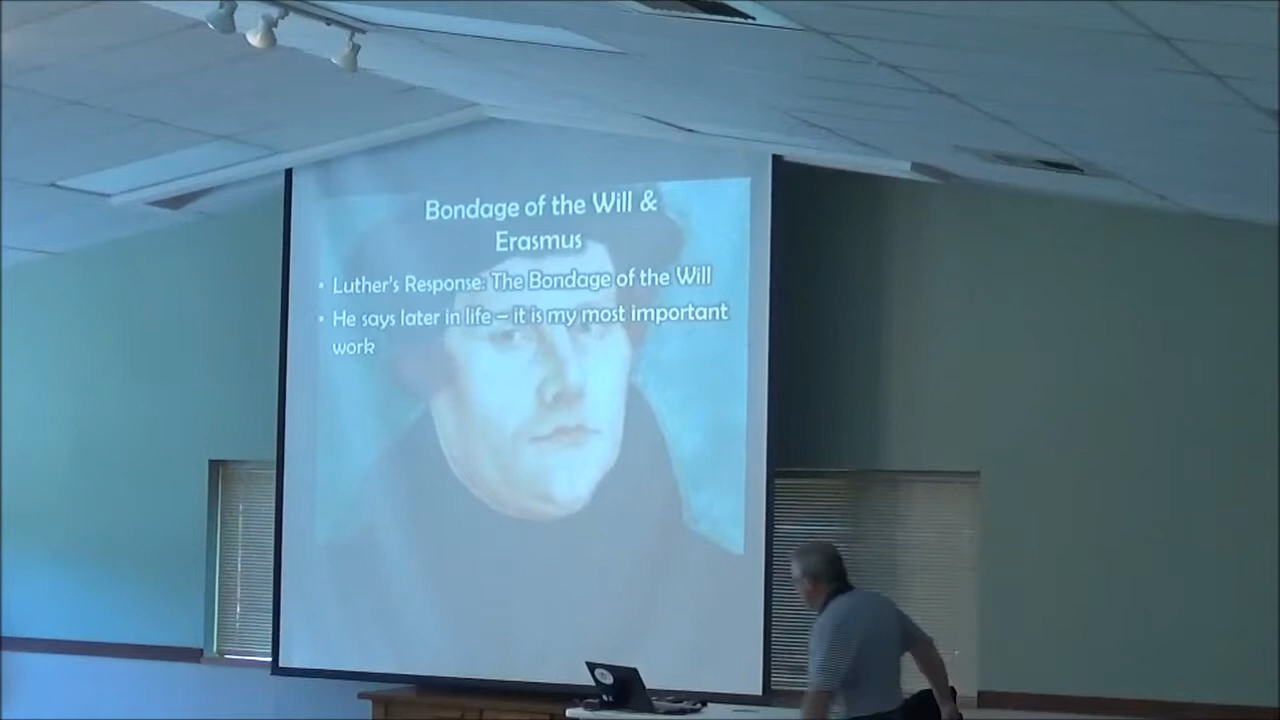 Bondage of the Will &
Erasmus
• Luther's Response: The Bondage of the Will
• He says later in life – it is my most important
work